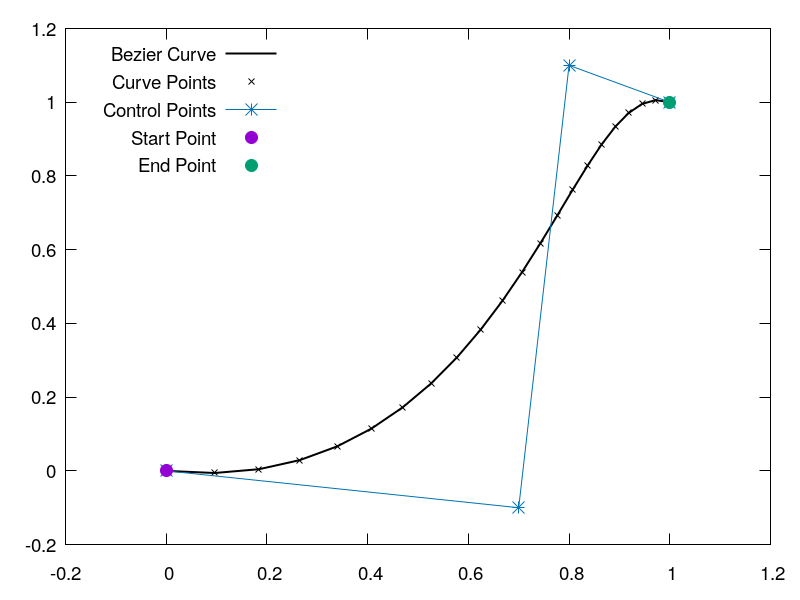 1.2
1
0.8
0.6
0.4
0.2
0
-0.2
Bezier Curve
Curve Points
Control Points
Start Point
End Point
-0.2 0 0.2 0.4 0.6 0.8 1 1.2